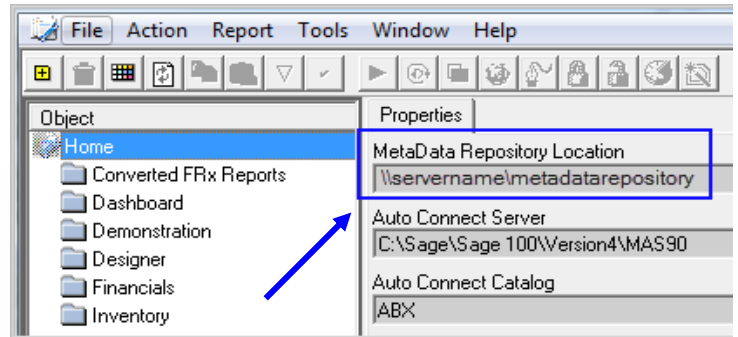 File Action Report Tools Window Help
Object
Home
Converted FRx Reports
Dashboard
Demonstration
Designer
Financials
Inventory
Properties
MetaData Repository Location
\\servername\metadatarepository
Auto Connect Server
C:\Sage\Sage 100\Version4\MAS90
Auto Connect Catalog
ABX